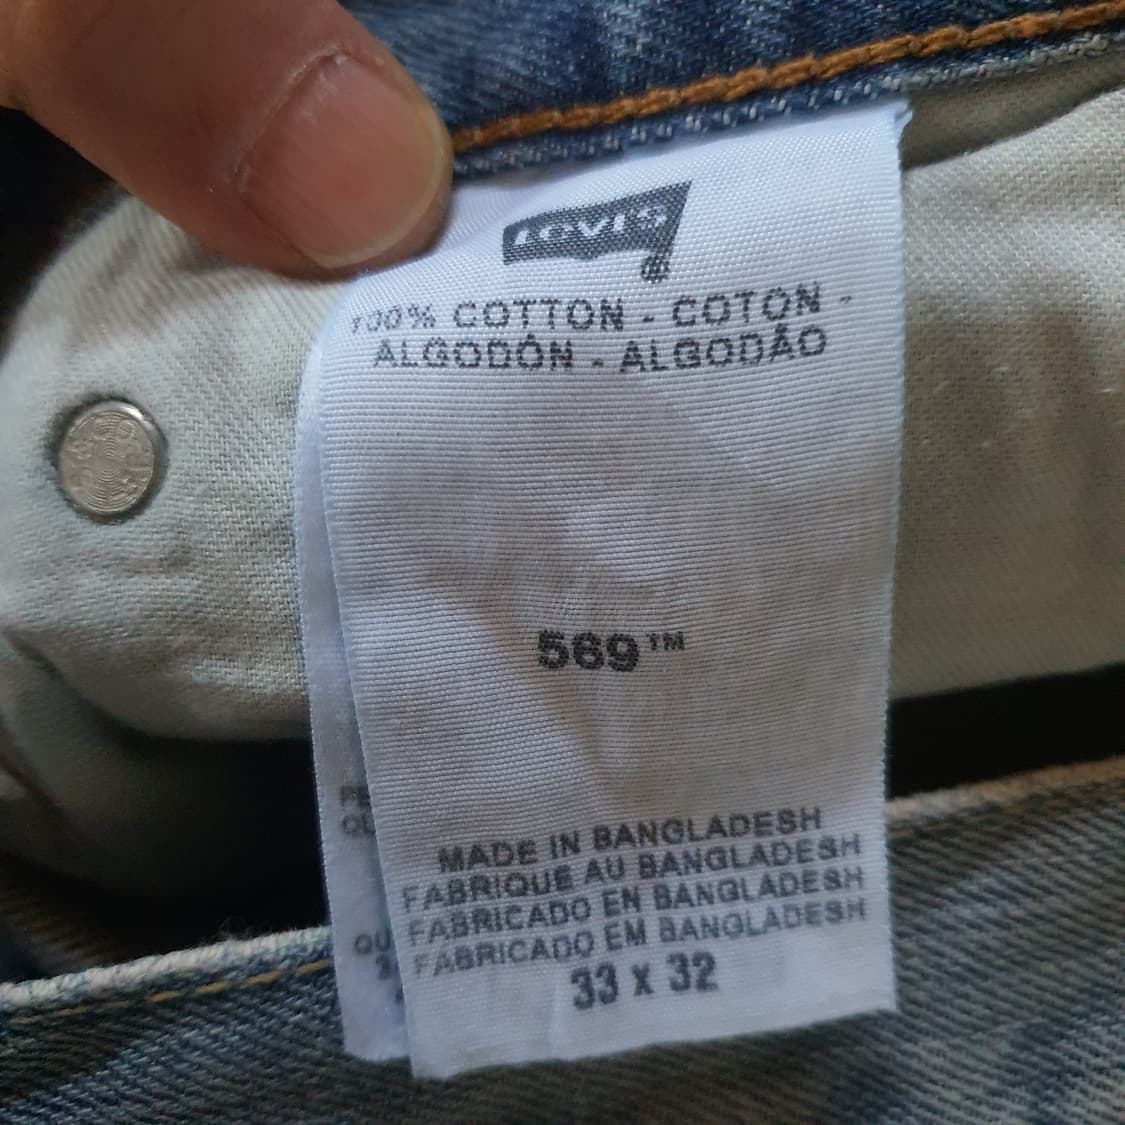 LEVI'S
®
100% COTTON - COTON -
ALGODÓN - ALGODÃO
569™
MADE IN BANGLADESH
FABRIQUÉ AU BANGLADESH
FABRICADO EN BANGLADESH
FABRICADO EM BANGLADESH
33 x 32